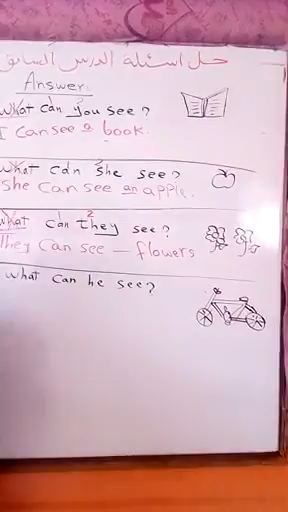 حل اسئلة الدرس السابق
Answer:
What can you see?
I can see a book.
What can she see?
she can see an apple.
What can they see?
they can see — flowers
what can he see?